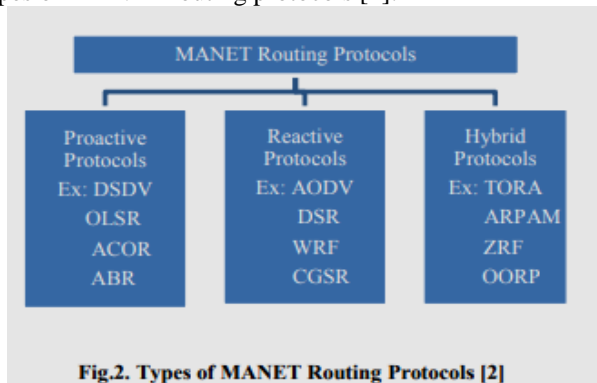 MANET Routing Protocols
Proactive
Protocols
Ex: DSDV
OLSR
ACOR
ABR
Reactive
Protocols
Ex: AODV
DSR
WRF
CGSR
Hybrid
Protocols
Ex: TORA
ARPAM
ZRF
OORP
Fig.2. Types of MANET Routing Protocols [2]